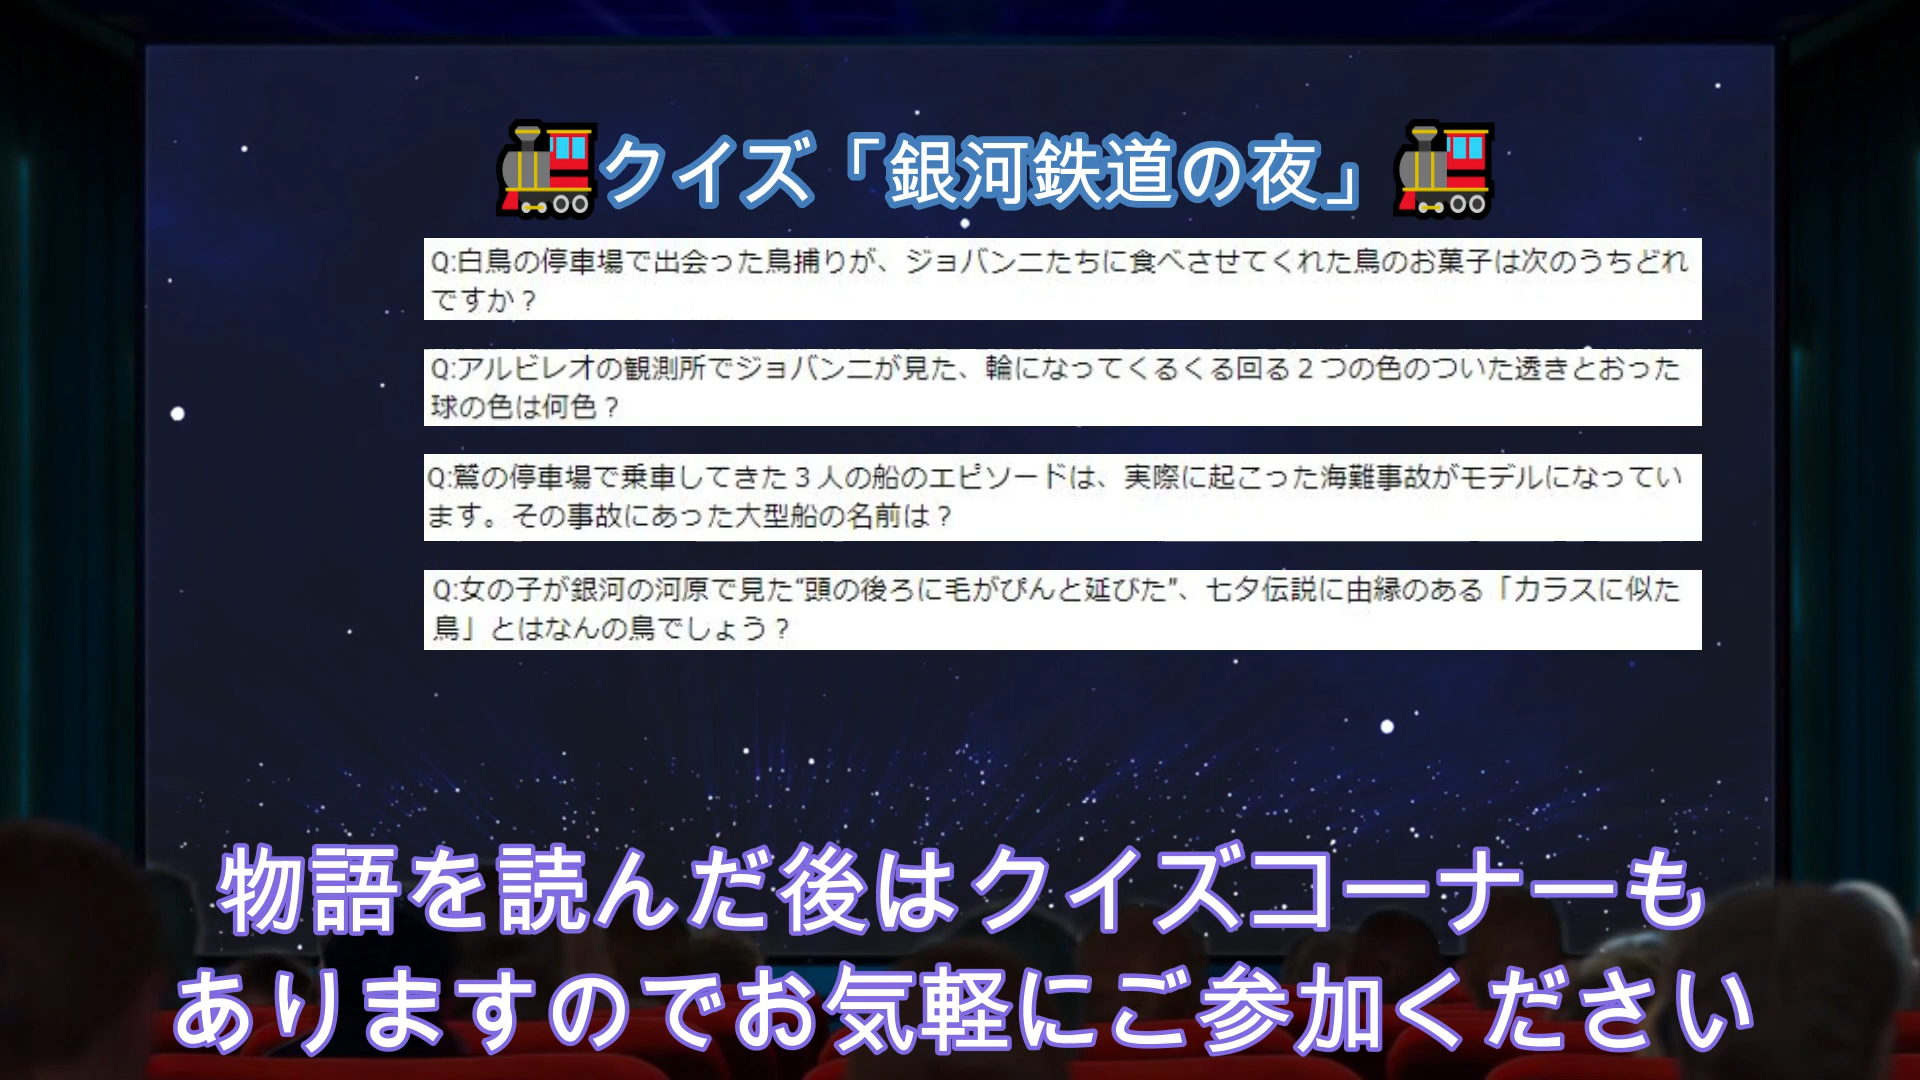 クイズ「銀河鉄道の夜」
Q:白鳥の停車場で出会った鳥捕りが、ジョバンニたちに食べさせてくれた鳥のお菓子は次のうちどれ
ですか？
Q:アルビレオの観測所でジョバンニが見た、輪になってくるくる回る２つの色のついた透きとおった
球の色は何色？
Q:鷲の停車場で乗車してきた３人の船のエピソードは、実際に起こった海難事故がモデルになってい
ます。その事故にあった大型船の名前は？
Q:女の子が銀河の河原で見た“頭の後ろに毛がぴんと延びた”、七夕伝説に由縁のある「カラスに似た
鳥」とはなんの鳥でしょう？
物語を読んだ後はクイズコーナーも
ありますのでお気軽にご参加ください